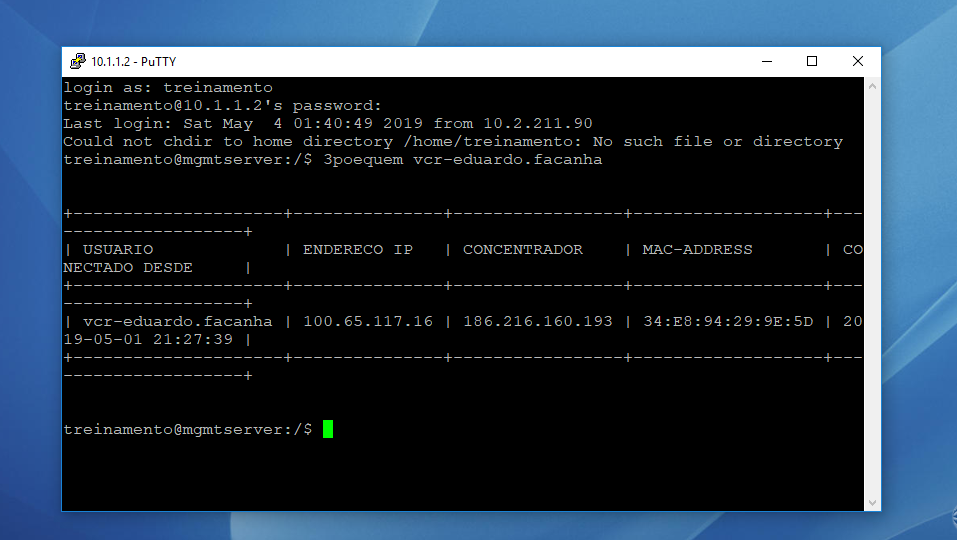 10.1.1.2 - PuTTY
login as: treinamento
treinamento@10.1.1.2's password:
Last login: Sat May  4 01:40:49 2019 from 10.2.211.90
Could not chdir to home directory /home/treinamento: No such file or directory
treinamento@mgmtserver:/$ 3poequem vcr-eduardo.facanha
+---------------------+---------------+-----------------+-------------------+---
------------------+
| USUARIO             | ENDERECO IP   | CONCENTRADOR    | MAC-ADDRESS       | CO
NECTADO DESDE     |
+---------------------+---------------+-----------------+-------------------+---
------------------+
| vcr-eduardo.facanha | 100.65.117.16 | 186.216.160.193 | 34:E8:94:29:9E:5D | 20
19-05-01 21:27:39 |
+---------------------+---------------+-----------------+-------------------+---
------------------+
treinamento@mgmtserver:/$